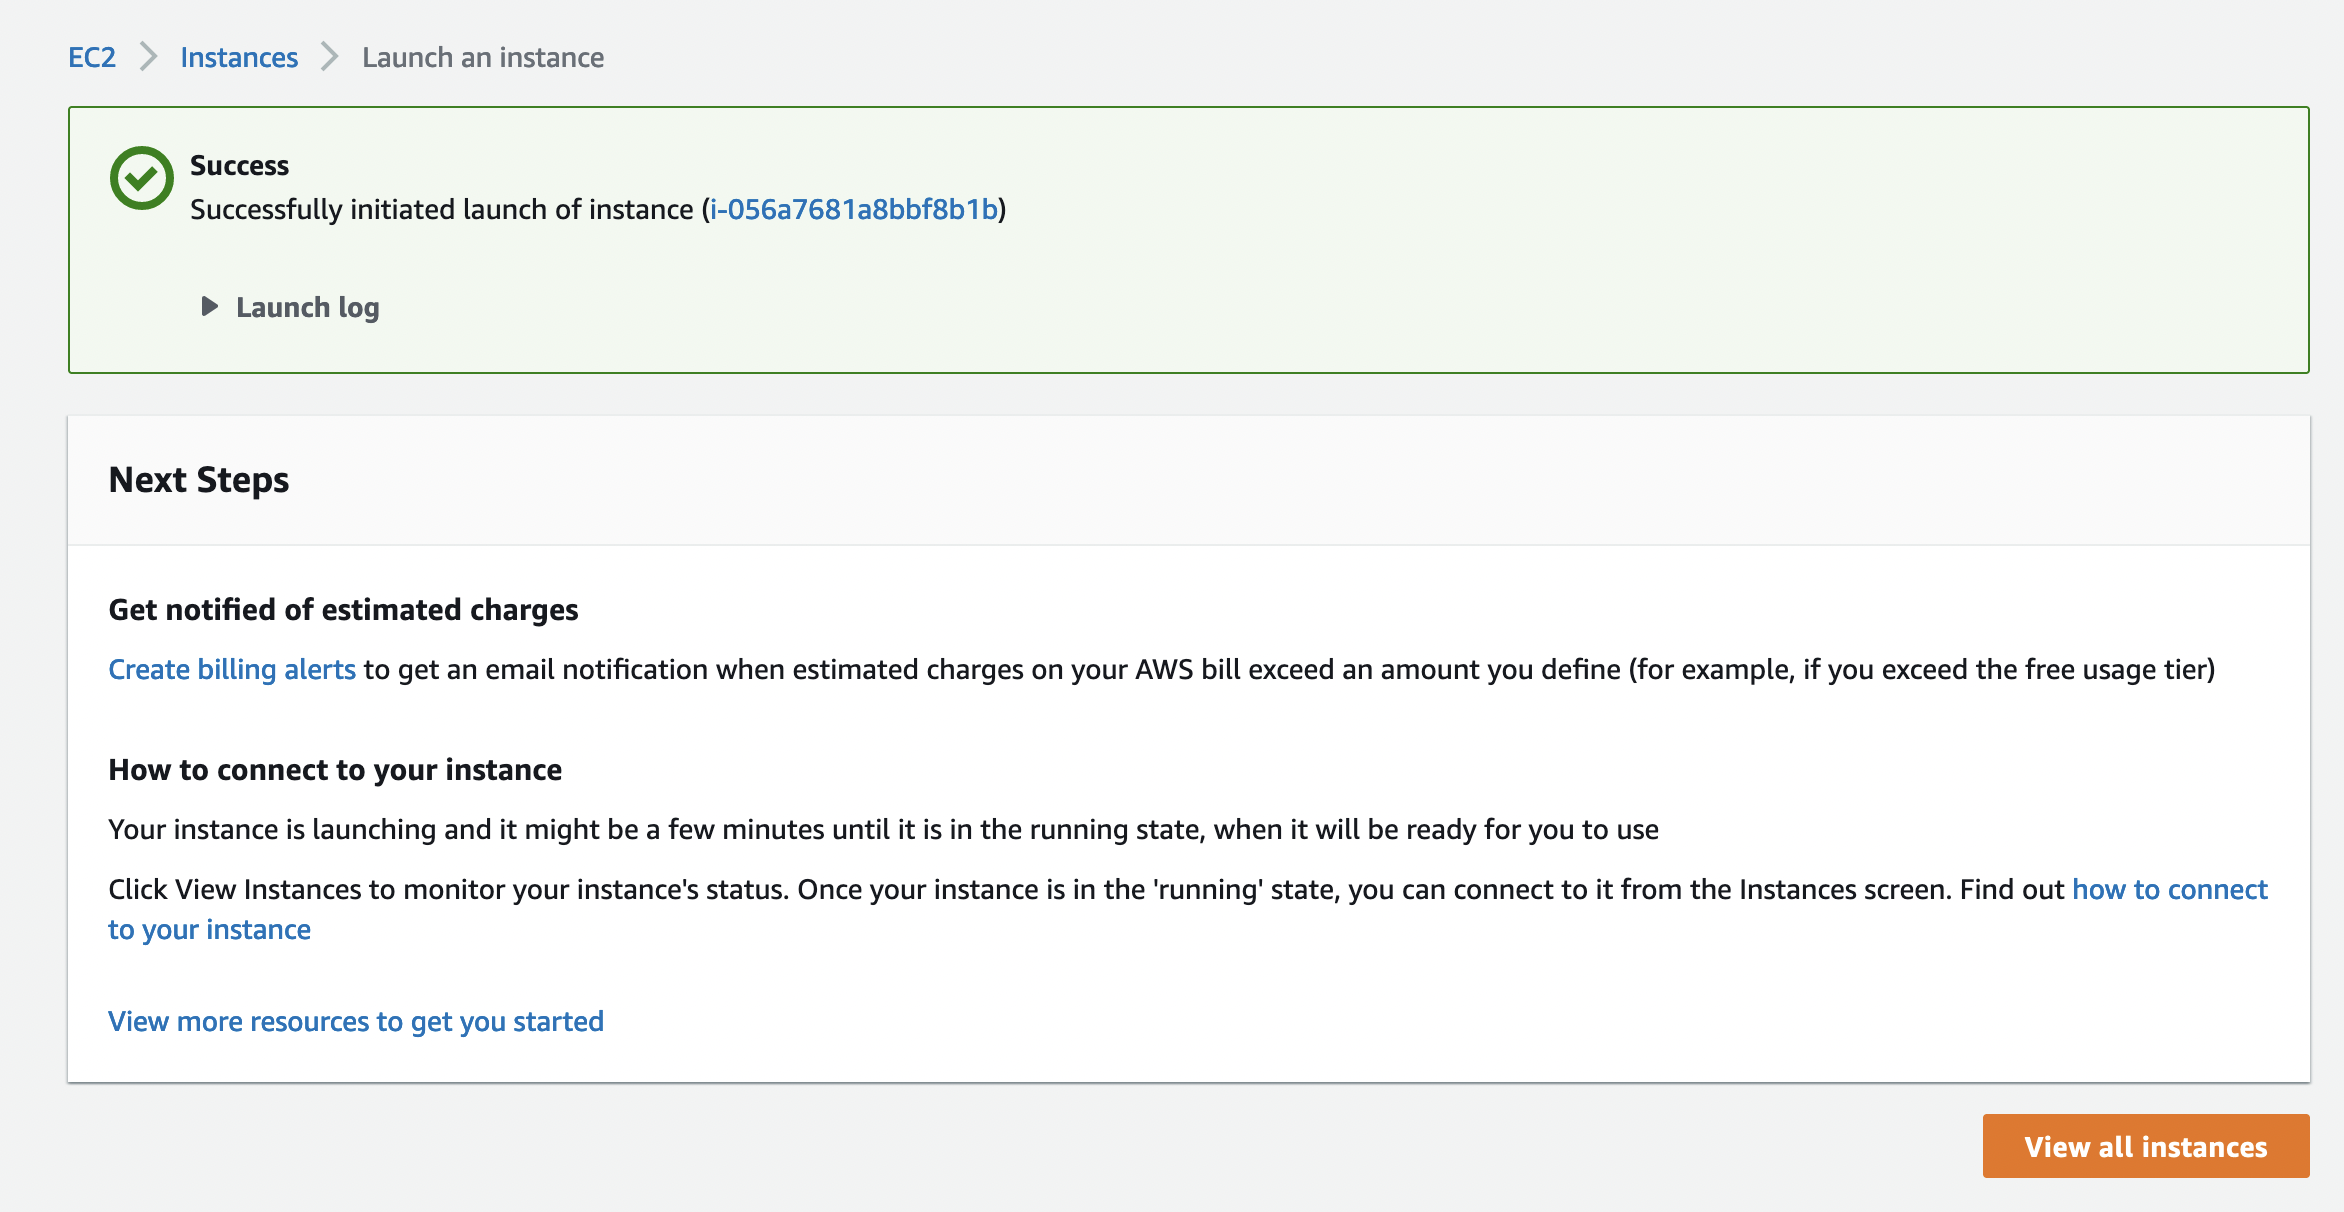 EC2 Instances Launch an instance
Success
Successfully initiated launch of instance (i-056a7681a8bbf8b1b)
Launch log
Next Steps
Get notified of estimated charges
Create billing alerts to get an email notification when estimated charges on your AWS bill exceed an amount you define (for example, if you exceed the free usage tier)
How to connect to your instance
Your instance is launching and it might be a few minutes until it is in the running state, when it will be ready for you to use
Click View Instances to monitor your instance's status. Once your instance is in the 'running' state, you can connect to it from the Instances screen. Find out how to connect
to your instance
View more resources to get you started
View all instances